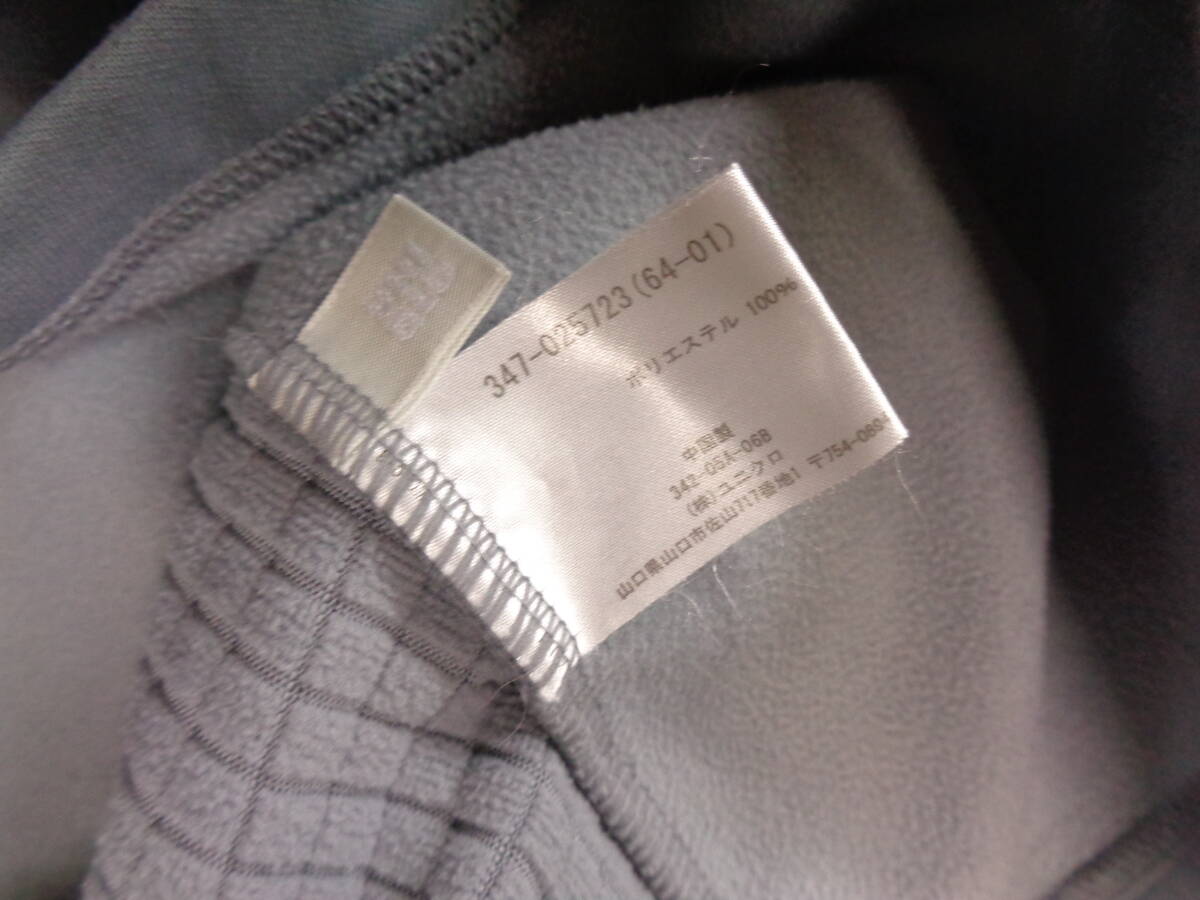 347-025723(64-01)
ポリエステル 100%
中国製
342-05A-06B
(株)ユニクロ
山口県山口市佐山717番地1 〒754-0894